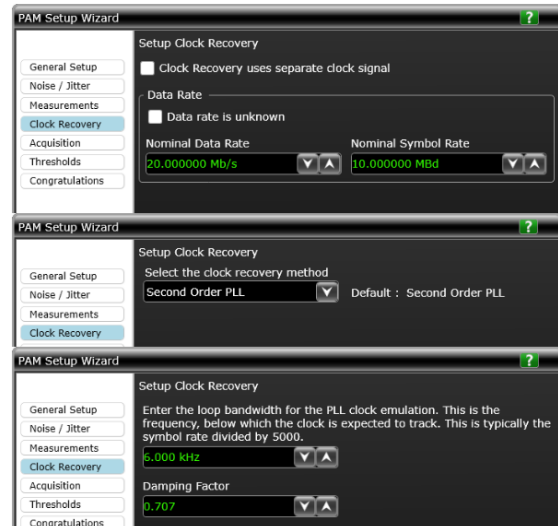 PAM Setup Wizard
?
Setup Clock Recovery
General Setup
Noise / Jitter
Measurements
Clock Recovery
Acquisition
Thresholds
Congratulations
Clock Recovery uses separate clock signal
Data Rate
Data rate is unknown
Nominal Data Rate Nominal Symbol Rate
20.000000 Mb/s 10.000000 MBd
PAM Setup Wizard
?
Setup Clock Recovery
General Setup
Noise / Jitter
Measurements
Clock Recovery
Select the clock recovery method
Second Order PLL Default : Second Order PLL
PAM Setup Wizard
?
Setup Clock Recovery
General Setup
Noise / Jitter
Measurements
Clock Recovery
Acquisition
Thresholds
Congratulations
Enter the loop bandwidth for the PLL clock emulation. This is the
frequency, below which the clock is expected to track. This is typically the
symbol rate divided by 5000.
6.000 kHz
Damping Factor
0.707